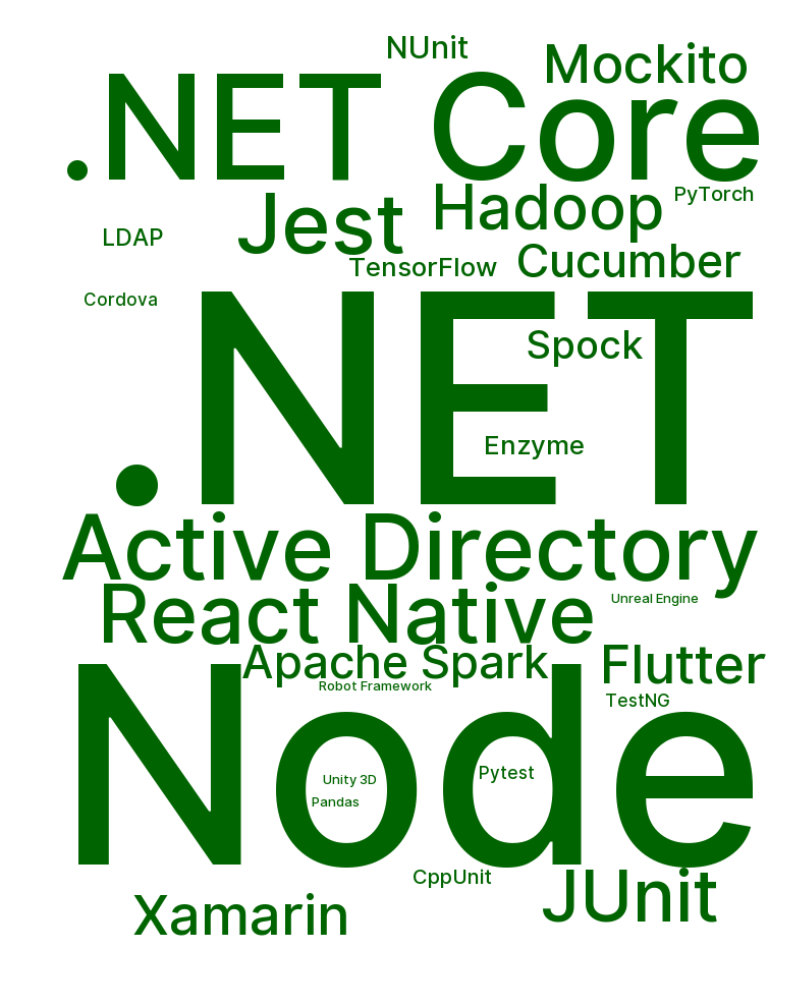 NUnit
Mockito
.NET Core
Hadoop
PyTorch
Jest
LDAP
Cucumber
TensorFlow
Cordova
.NET
Spock
Enzyme
Active Directory
Unreal Engine
React Native
Apache Spark
Flutter
Robot Framework
TestNG
Node
Unity 3D
Pytest
Pandas
CppUnit
JUnit
Xamarin